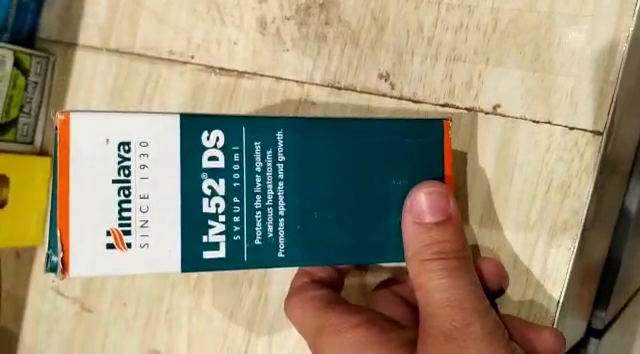 Himalaya
SINCE 1930
Liv.52® DS
SYRUP 100ml
Protects the liver against
various hepatotoxins.
Promotes appetite and growth.